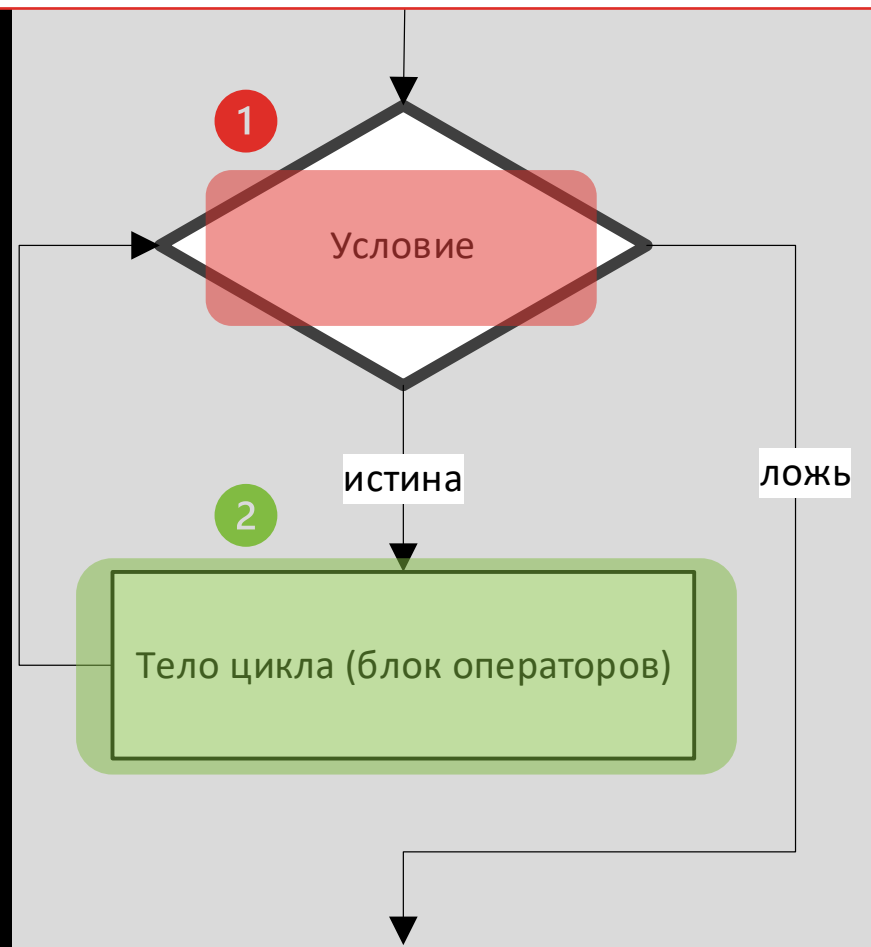 1
Условие
истина
ложь
2
Тело цикла (блок операторов)